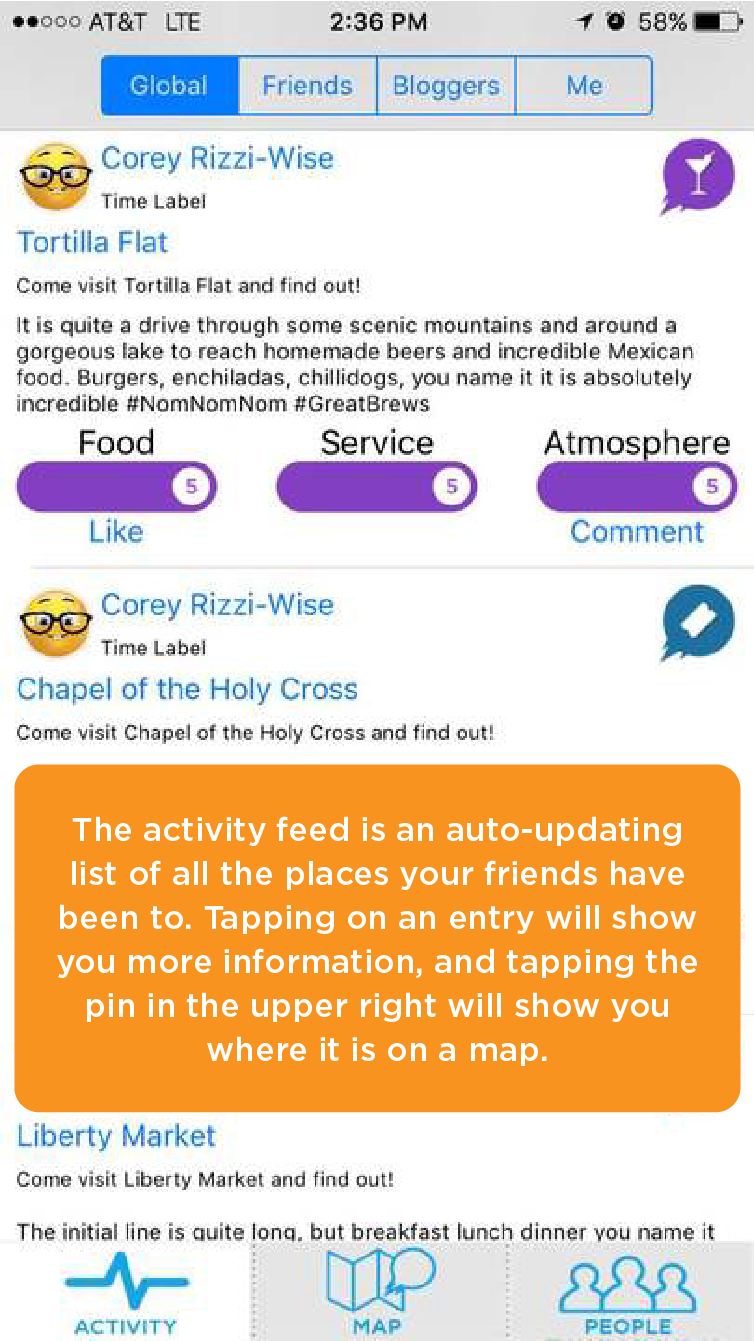 AT&T LTE 2:36 PM 58%
Global Friends Bloggers Me
Corey Rizzi-Wise
Time Label
Tortilla Flat
Come visit Tortilla Flat and find out!
It is quite a drive through some scenic mountains and around a
gorgeous lake to reach homemade beers and incredible Mexican
food. Burgers, enchiladas, chillidogs, you name it it is absolutely
incredible #NomNomNom #GreatBrews
Food Service Atmosphere
5 5 5
Like Comment
Corey Rizzi-Wise
Time Label
Chapel of the Holy Cross
Come visit Chapel of the Holy Cross and find out!
The activity feed is an auto-updating
list of all the places your friends have
been to. Tapping on an entry will show
you more information, and tapping the
pin in the upper right will show you
where it is on a map.
Liberty Market
Come visit Liberty Market and find out!
The initial line is quite long, but breakfast lunch dinner you name it
ACTIVITY MAP PEOPLE